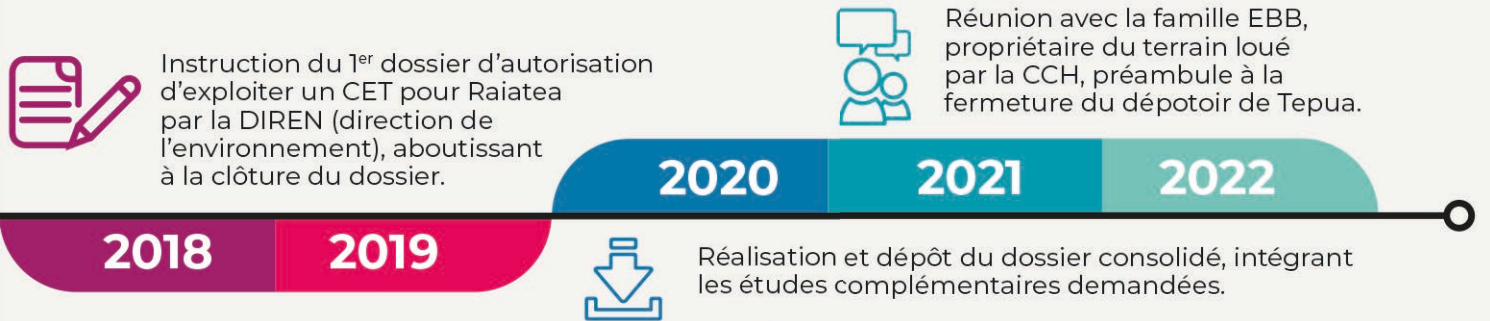 Instruction du 1er dossier d’autorisation
d’exploiter un CET pour Raiatea
par la DIREN (direction de
l’environnement), aboutissant
à la clôture du dossier.
Réunion avec la famille EBB,
propriétaire du terrain loué
par la CCH, préambule à la
fermeture du dépotoir de Tepua.
2020
2021
2022
2018
2019
Réalisation et dépôt du dossier consolidé, intégrant
les études complémentaires demandées.